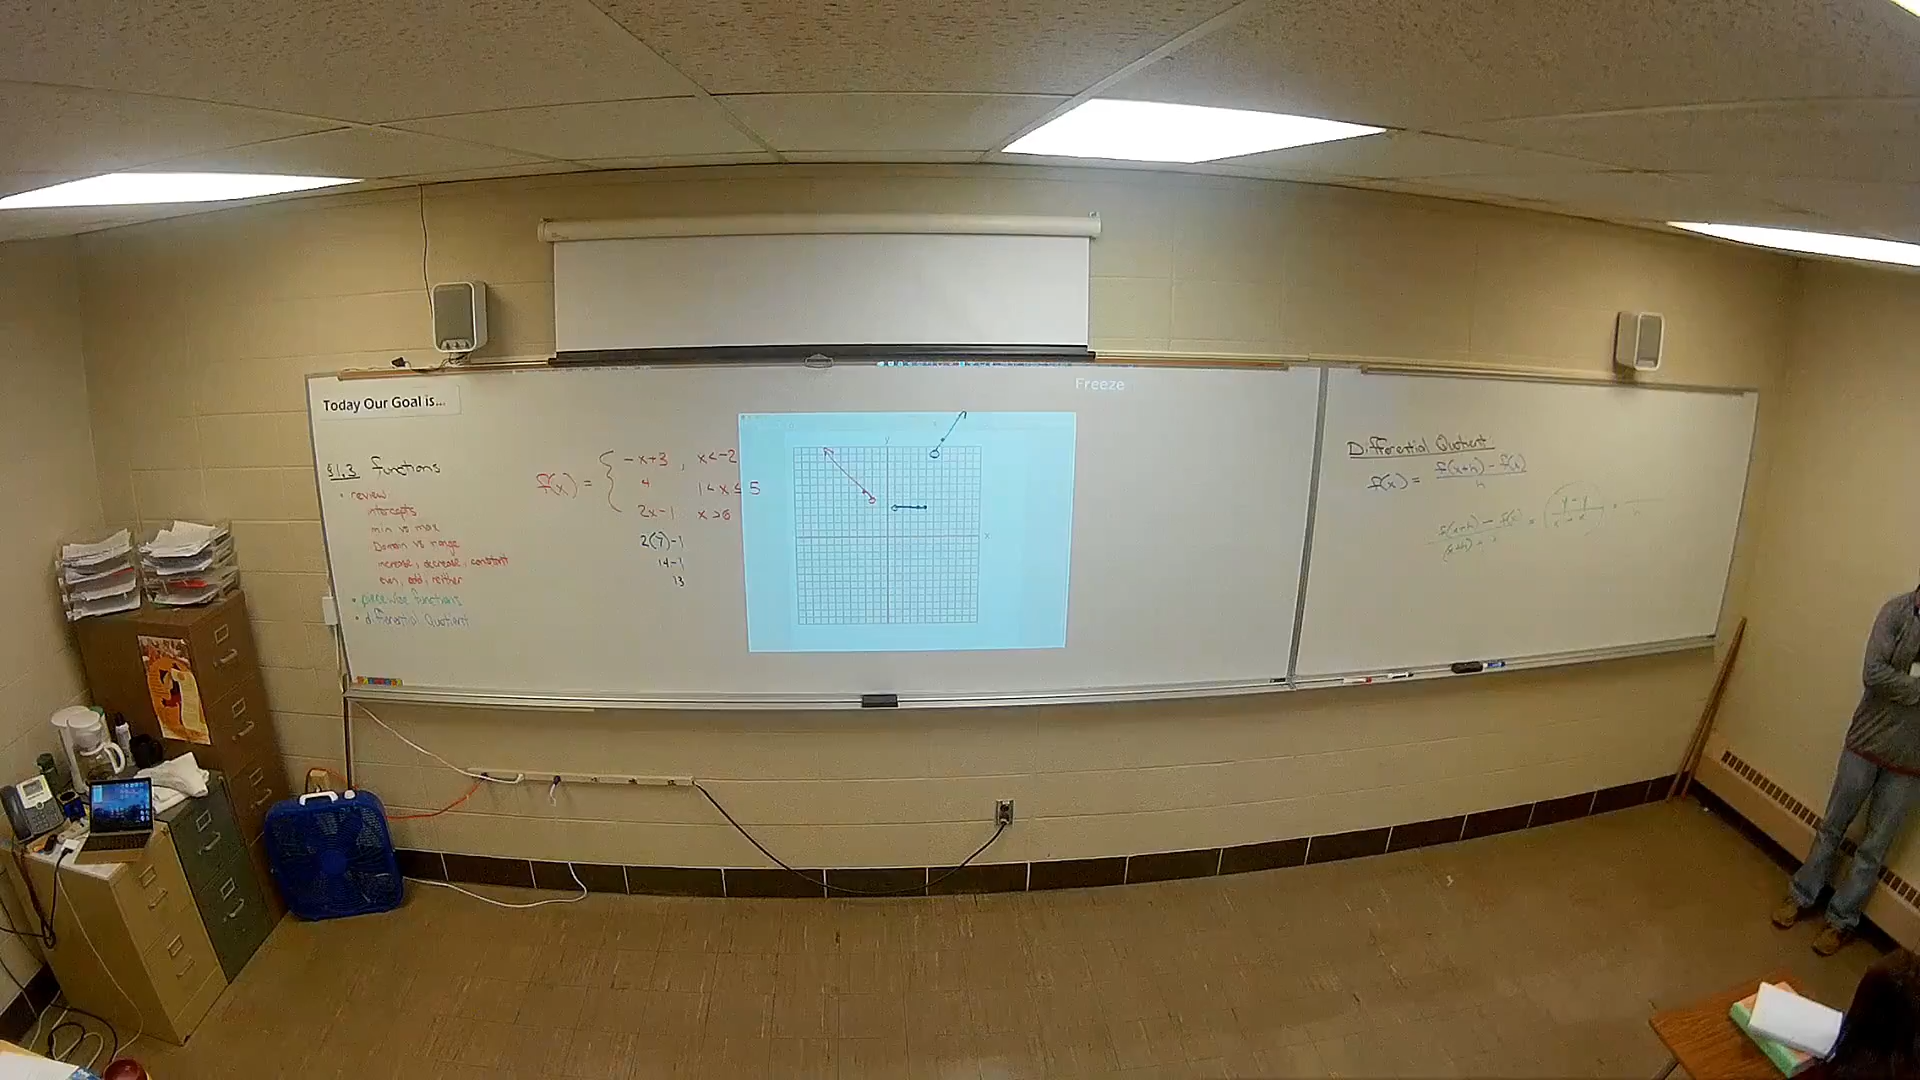 Freeze
Today Our Goal is...
§1.3 functions
• review
intercepts
min vs max
Domain vs range
increase, decrease, constant
even, odd, neither
• piecewise functions
• differential Quotient
f(x) = { -x+3 , x<-2
4 1<x≤5
2x-1 x>6
2(7)-1
14-1
13
y
x
Differential Quotient
f(x) = f(x+h) - f(x)
h
f(x+h) - f(x) = y - y